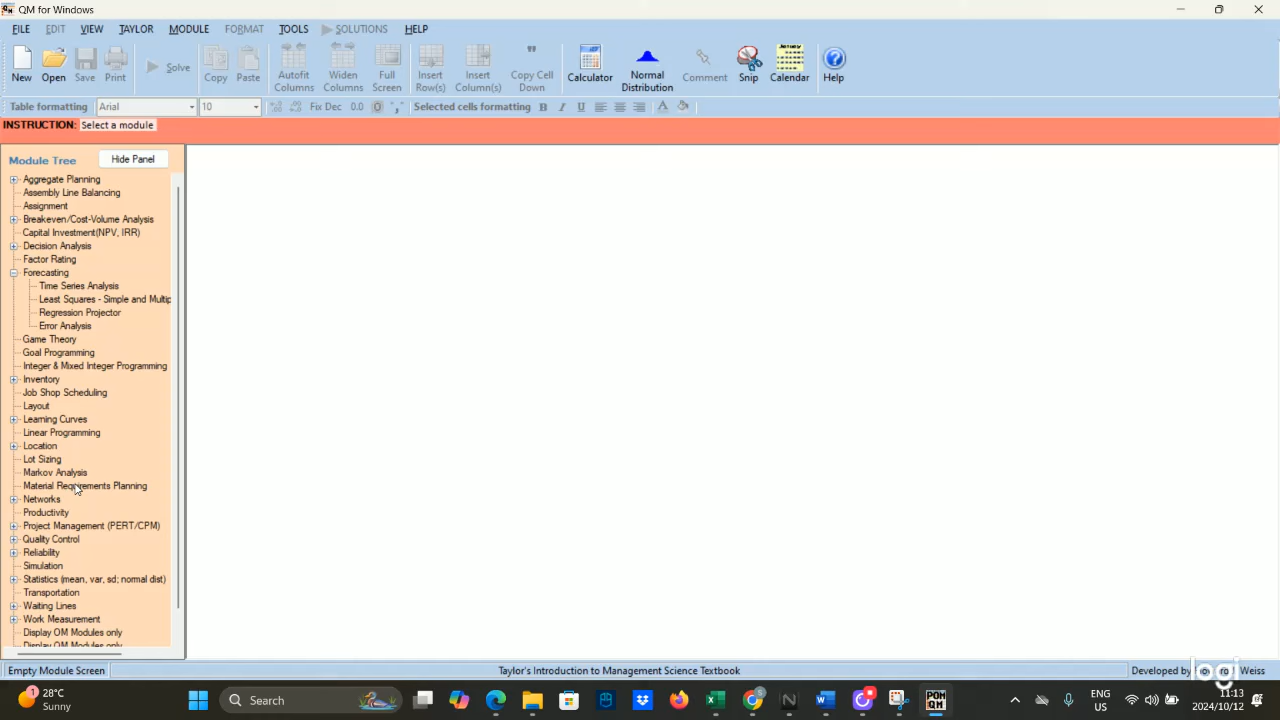 QM for Windows
FILE EDIT VIEW TAYLOR MODULE FORMAT TOOLS SOLUTIONS HELP
New Open Save Print Solve Copy Paste Autofit Columns Widen Columns Full Screen Insert Row(s) Insert Column(s) Copy Cell Down Calculator Normal Distribution Comment Snip Calendar Help
Table formatting Arial 10 Fix Dec 0.0 Selected cells formatting B I U A
INSTRUCTION: Select a module
Module Tree Hide Panel
Aggregate Planning
Assembly Line Balancing
Assignment
Breakeven/Cost-Volume Analysis
Capital Investment(NPV, IRR)
Decision Analysis
Factor Rating
Forecasting
Time Series Analysis
Least Squares - Simple and Multip
Regression Projector
Error Analysis
Game Theory
Goal Programming
Integer & Mixed Integer Programming
Inventory
Job Shop Scheduling
Layout
Learning Curves
Linear Programming
Location
Lot Sizing
Markov Analysis
Material Requirements Planning
Networks
Productivity
Project Management (PERT/CPM)
Quality Control
Reliability
Simulation
Statistics (mean, var, sd; normal dist)
Transportation
Waiting Lines
Work Measurement
Display OM Modules only
Display QM Modules only
Empty Module Screen Taylor's Introduction to Management Science Textbook Developed by Weiss
28°C
Sunny
Search
ENG
US
11:13
2024/10/12